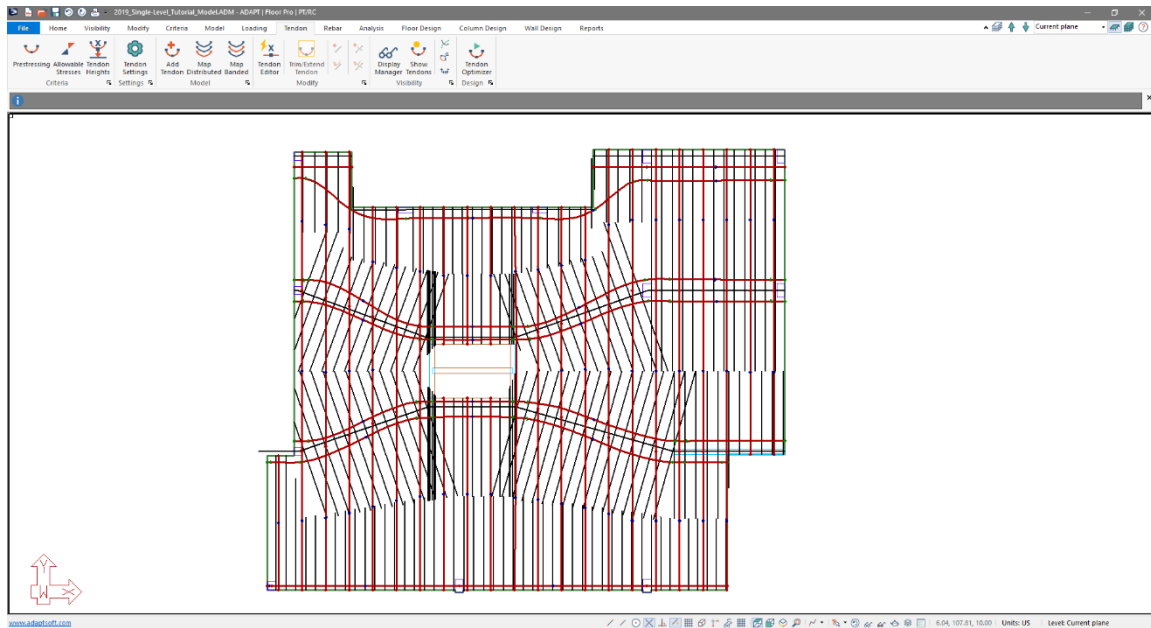 2019_Single-Level_Tutorial_Model.ADM - ADAPT | Floor Pro | PT/RC
File Home Visibility Modify Criteria Model Loading Tendon Rebar Analysis Floor Design Column Design Wall Design Reports
Current plane
Prestressing Allowable Stresses Tendon Heights Tendon Settings Add Tendon Map Distributed Map Banded Tendon Editor Trim/Extend Tendon Display Manager Show Tendons Tendon Optimizer
Criteria Settings Model Modify Visibility Design
Y
W X
www.adaptsoft.com
6.04, 107.81, 10.00 Units: US Level: Current plane